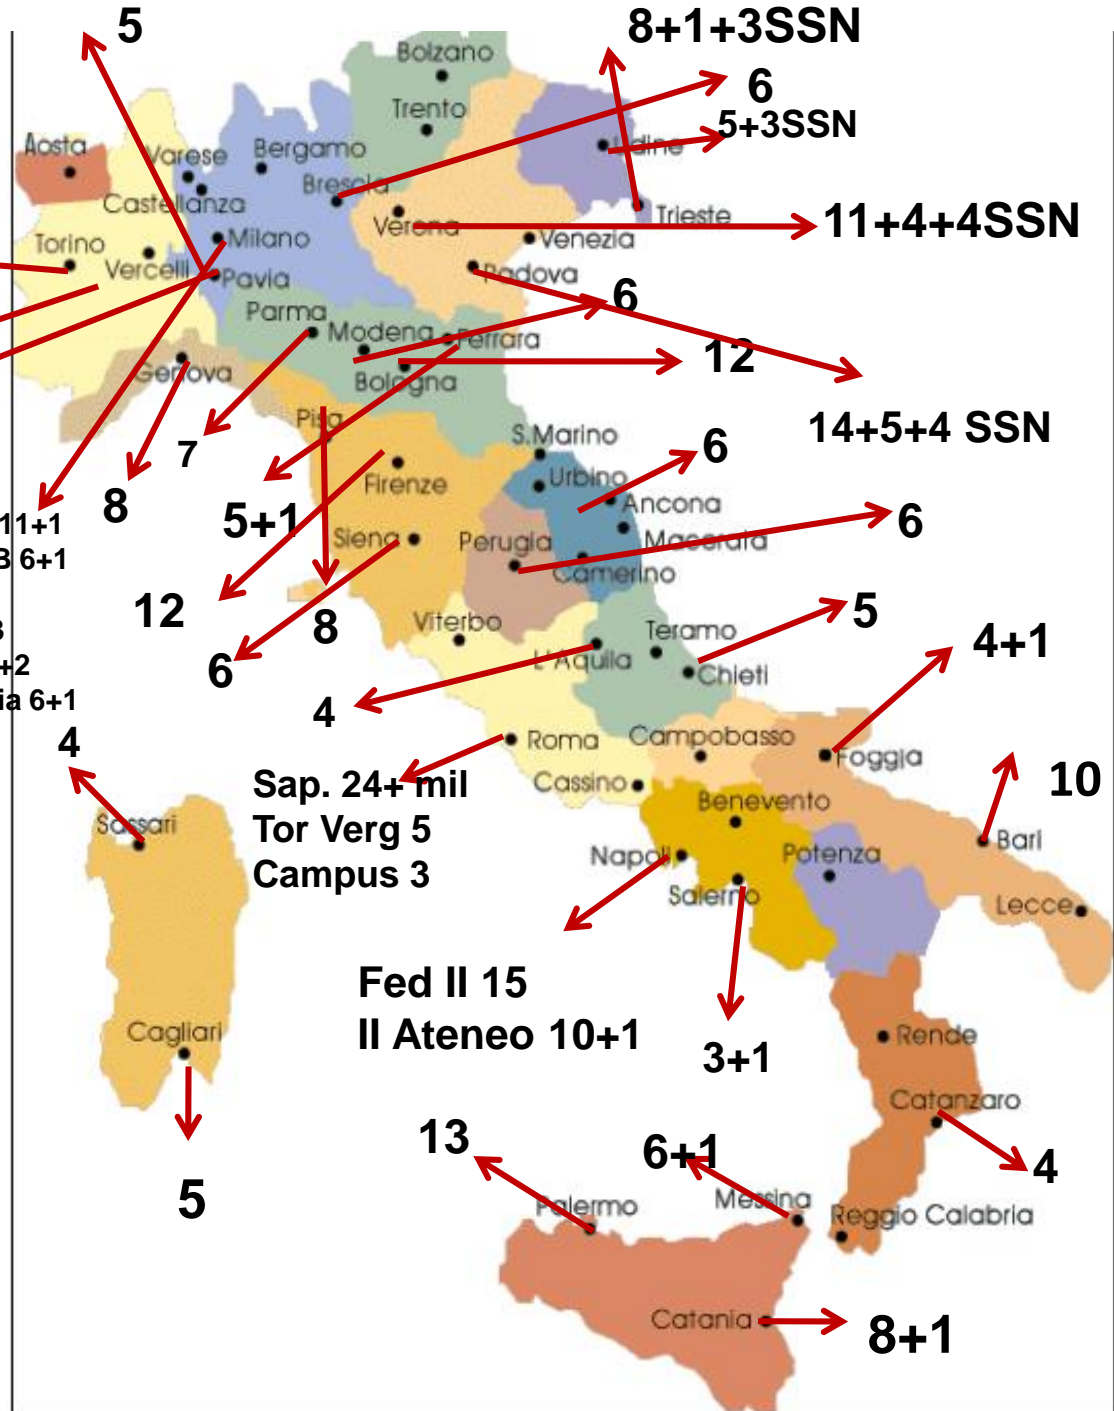 5
8+1+3SSN
Bolzano
6
Trento
5+3SSN
Aosta
Varese
Bergamo
Udine
Brescia
Castellanza
Verona
Trieste
11+4+4SSN
Torino
Milano
Venezia
Vercelli
Pavia
Padova
6
Parma
Modena
Ferrara
12
Genova
Bologna
Pisa
14+5+4 SSN
7
S.Marino
6
Firenze
Urbino
8
Ancona
11+1
5+1
6
Siena
Perugia
Macerata
B 6+1
Camerino
12
8
Viterbo
5
Teramo
4+1
+2
6
L'Aquila
Chieti
ia 6+1
4
4
Roma
Campobasso
Foggia
10
Sap. 24+ mil
Cassino
Tor Verg 5
Benevento
Sassari
Bari
Campus 3
Napoli
Potenza
Salerno
Lecce
Fed II 15
II Ateneo 10+1
Cagliari
Rende
3+1
Catanzaro
13
6+1
4
5
Palermo
Messina
Reggio Calabria
Catania
8+1